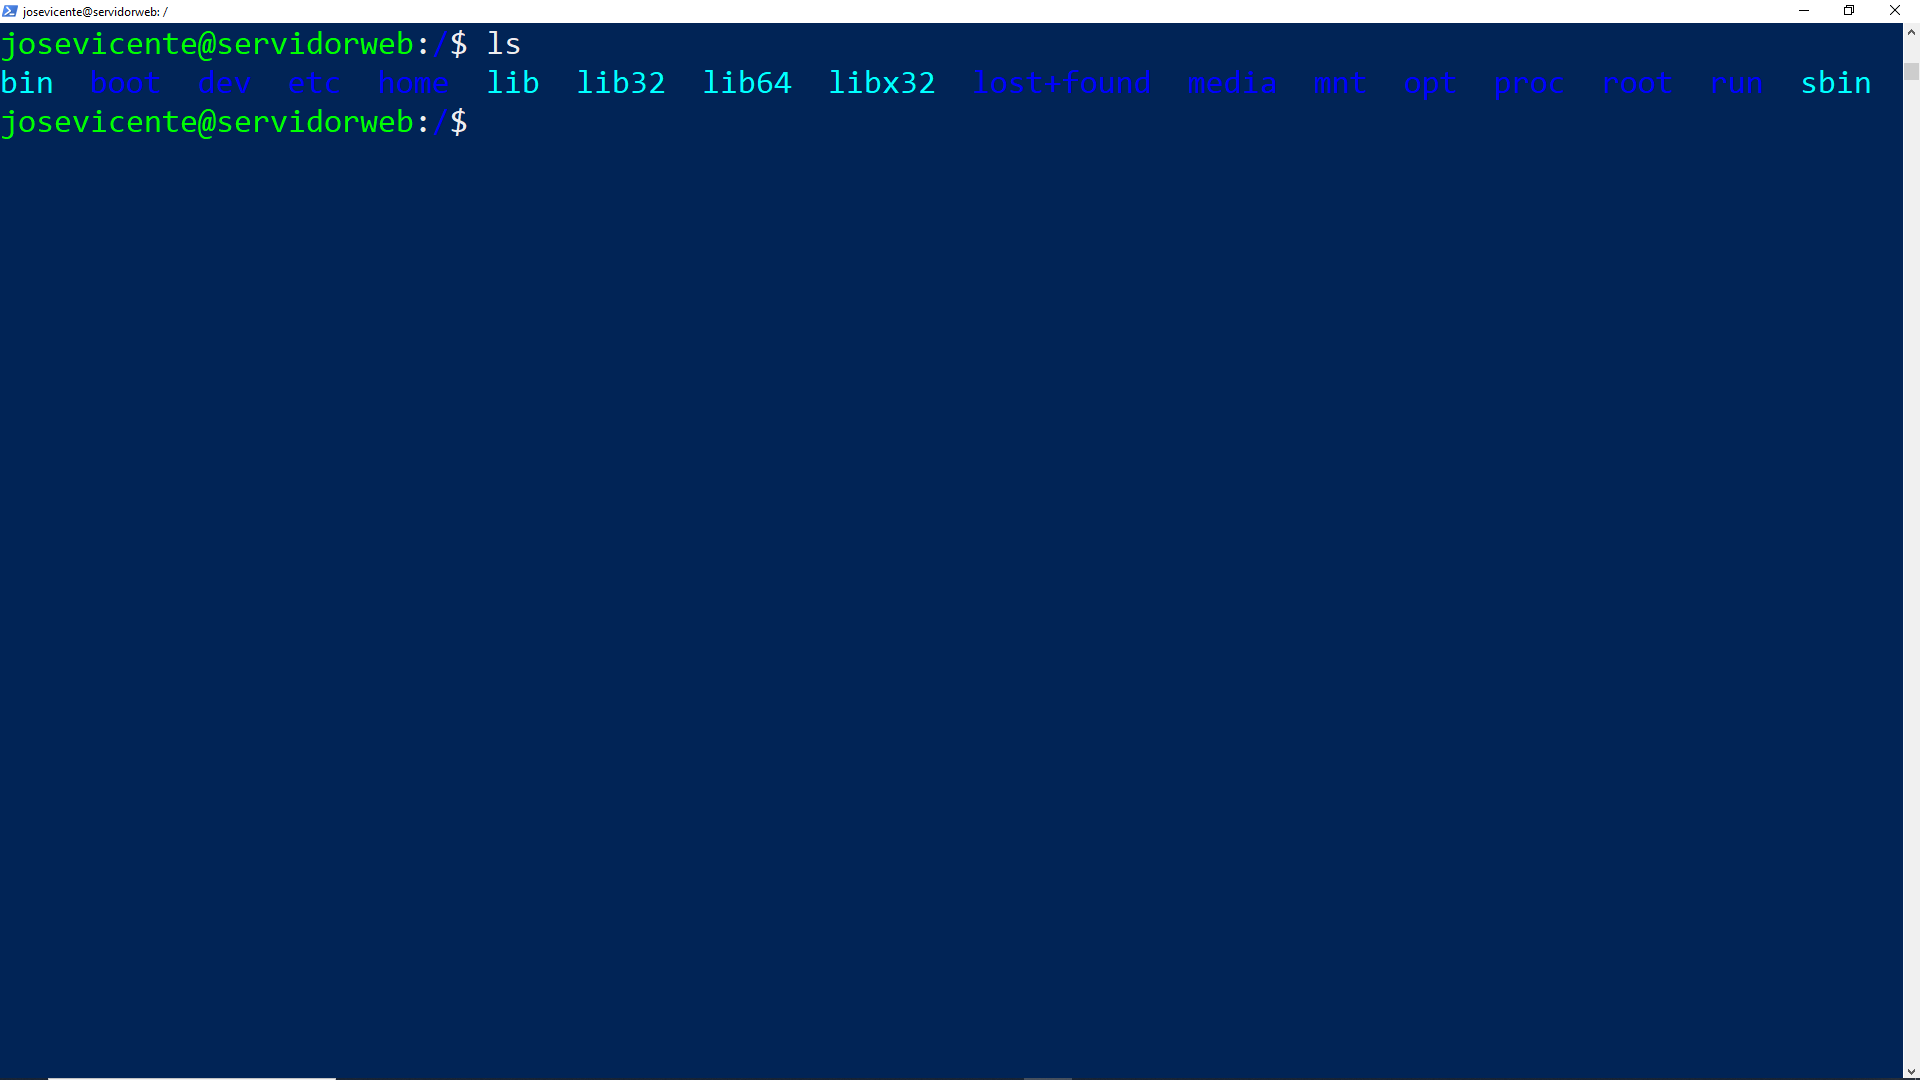 josevicente@servidorweb: /
josevicente@servidorweb:/$ ls
bin  boot  dev  etc  home  lib  lib32  lib64  libx32  lost+found  media  mnt  opt  proc  root  run  sbin
josevicente@servidorweb:/$